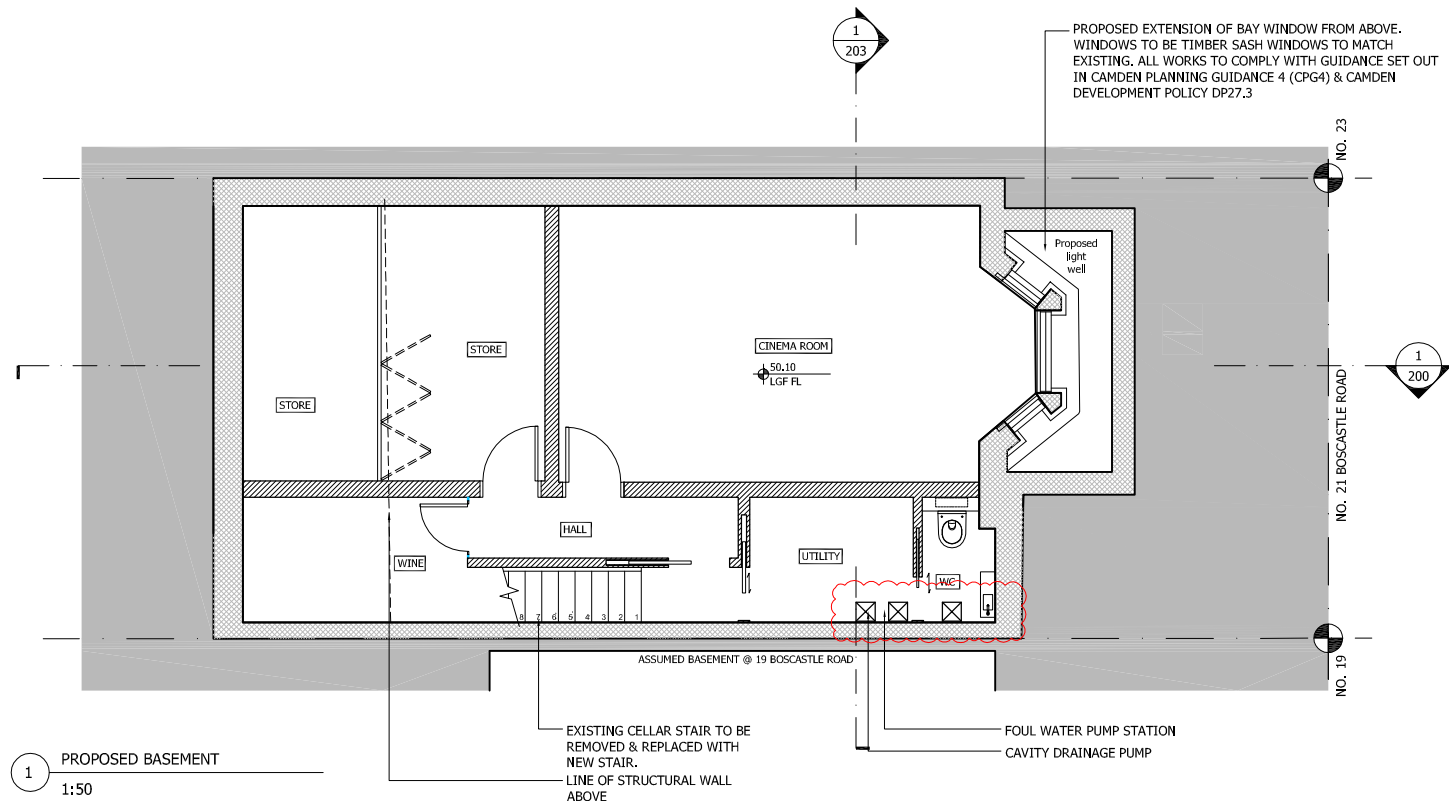 1
203
PROPOSED EXTENSION OF BAY WINDOW FROM ABOVE.
WINDOWS TO BE TIMBER SASH WINDOWS TO MATCH
EXISTING. ALL WORKS TO COMPLY WITH GUIDANCE SET OUT
IN CAMDEN PLANNING GUIDANCE 4 (CPG4) & CAMDEN
DEVELOPMENT POLICY DP27.3
NO. 23
Proposed
light
well
STORE
CINEMA ROOM
50.10
LGF FL
STORE
1
200
NO. 21 BOSCASTLE ROAD
HALL
WINE
UTILITY
WC
8 7 6 5 4 3 2 1
ASSUMED BASEMENT @ 19 BOSCASTLE ROAD
NO. 19
EXISTING CELLAR STAIR TO BE
REMOVED & REPLACED WITH
NEW STAIR.
LINE OF STRUCTURAL WALL
ABOVE
FOUL WATER PUMP STATION
CAVITY DRAINAGE PUMP
1
PROPOSED BASEMENT
1:50